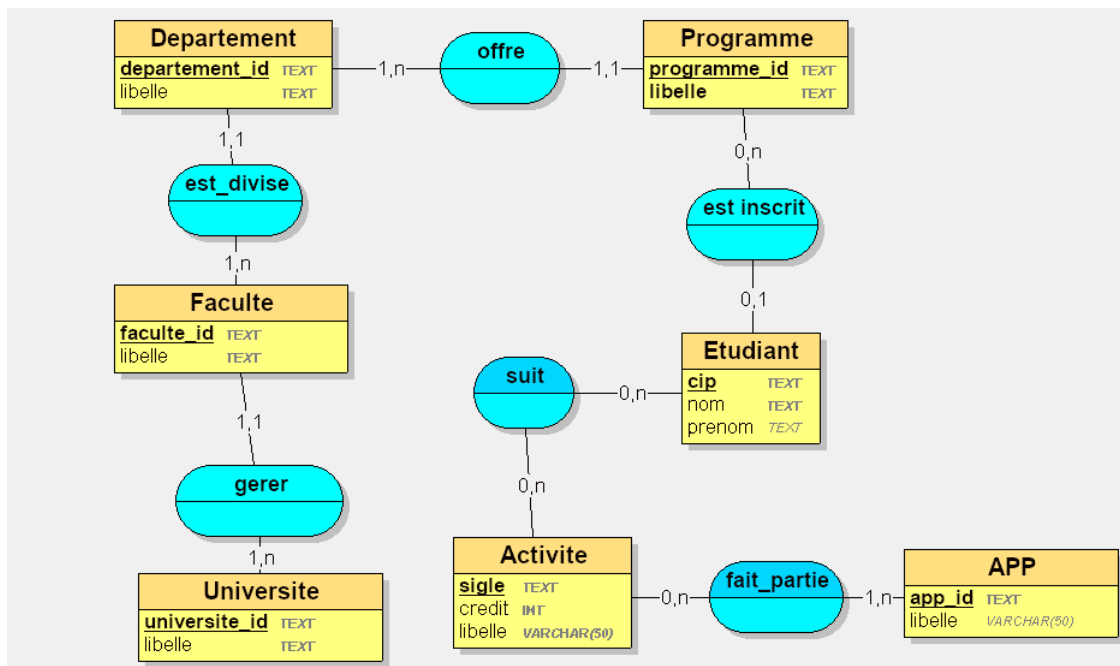 Departement
departement_id TEXT
libelle TEXT
1,n
offre
1,1
Programme
programme_id TEXT
libelle TEXT
1,1
est_divise
1,n
0,n
est inscrit
0,1
Faculte
faculte_id TEXT
libelle TEXT
Etudiant
cip TEXT
nom TEXT
prenom TEXT
suit
0,n
0,n
1,1
gerer
1,n
Universite
universite_id TEXT
libelle TEXT
Activite
sigle TEXT
credit INT
libelle VARCHAR(50)
0,n
fait_partie
1,n
APP
app_id TEXT
libelle VARCHAR(50)